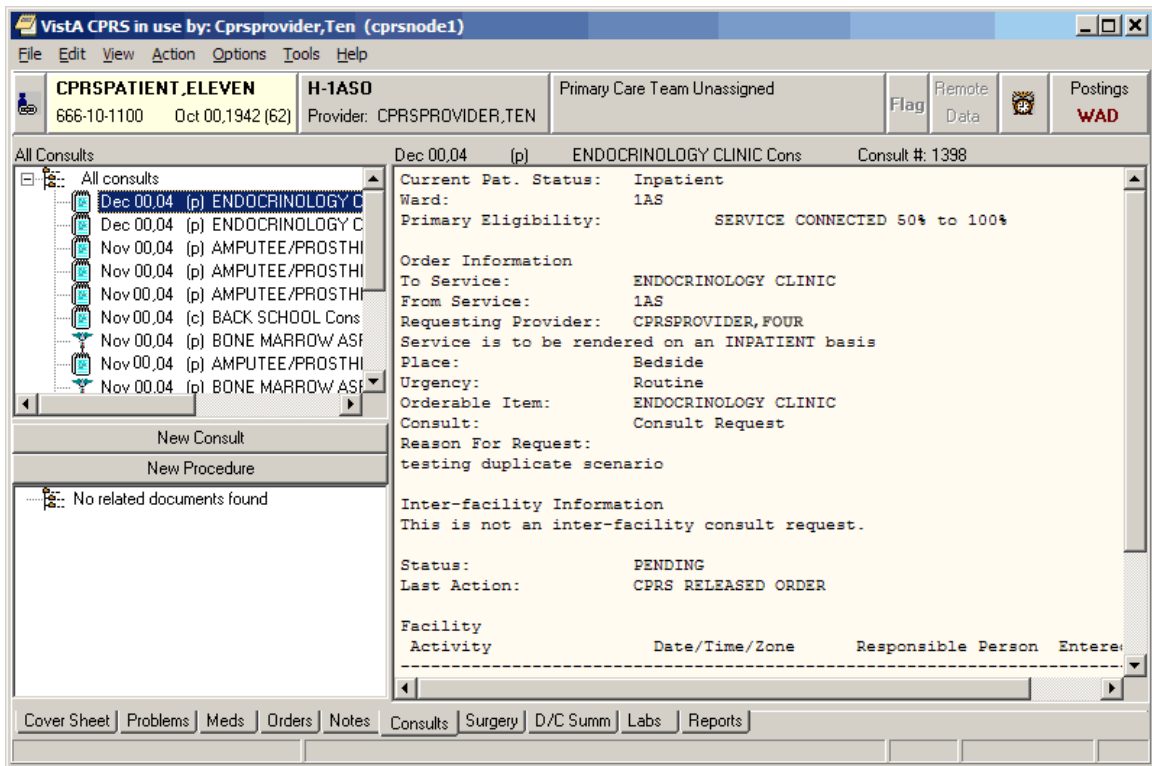 VistA CPRS in use by: Cprsprovider,Ten (cprsnode1)
File Edit View Action Options Tools Help
CPRSPATIENT,ELEVEN
666-10-1100 Oct 00,1942 (62)
H-1ASO
Provider: CPRSPROVIDER,TEN
Primary Care Team Unassigned
Flag
Remote
Data
Postings
WAD
All Consults
All consults
Dec 00,04 (p) ENDOCRINOLOGY C
Dec 00,04 (p) ENDOCRINOLOGY C
Nov 00,04 (p) AMPUTEE/PROSTHI
Nov 00,04 (p) AMPUTEE/PROSTHI
Nov 00,04 (p) AMPUTEE/PROSTHI
Nov 00,04 (c) BACK SCHOOL Cons
Nov 00,04 (p) BONE MARROW ASF
Nov 00,04 (p) AMPUTEE/PROSTHI
Nov 00,04 (p) BONE MARROW ASF
New Consult
New Procedure
No related documents found
Dec 00,04 (p) ENDOCRINOLOGY CLINIC Cons Consult #: 1398
Current Pat. Status: Inpatient
Ward: 1AS
Primary Eligibility: SERVICE CONNECTED 50% to 100%
Order Information
To Service: ENDOCRINOLOGY CLINIC
From Service: 1AS
Requesting Provider: CPRSPROVIDER,FOUR
Service is to be rendered on an INPATIENT basis
Place: Bedside
Urgency: Routine
Orderable Item: ENDOCRINOLOGY CLINIC
Consult: Consult Request
Reason For Request:
testing duplicate scenario
Inter-facility Information
This is not an inter-facility consult request.
Status: PENDING
Last Action: CPRS RELEASED ORDER
Facility
Activity Date/Time/Zone Responsible Person Entered
Cover Sheet Problems Meds Orders Notes Consults Surgery D/C Summ Labs Reports